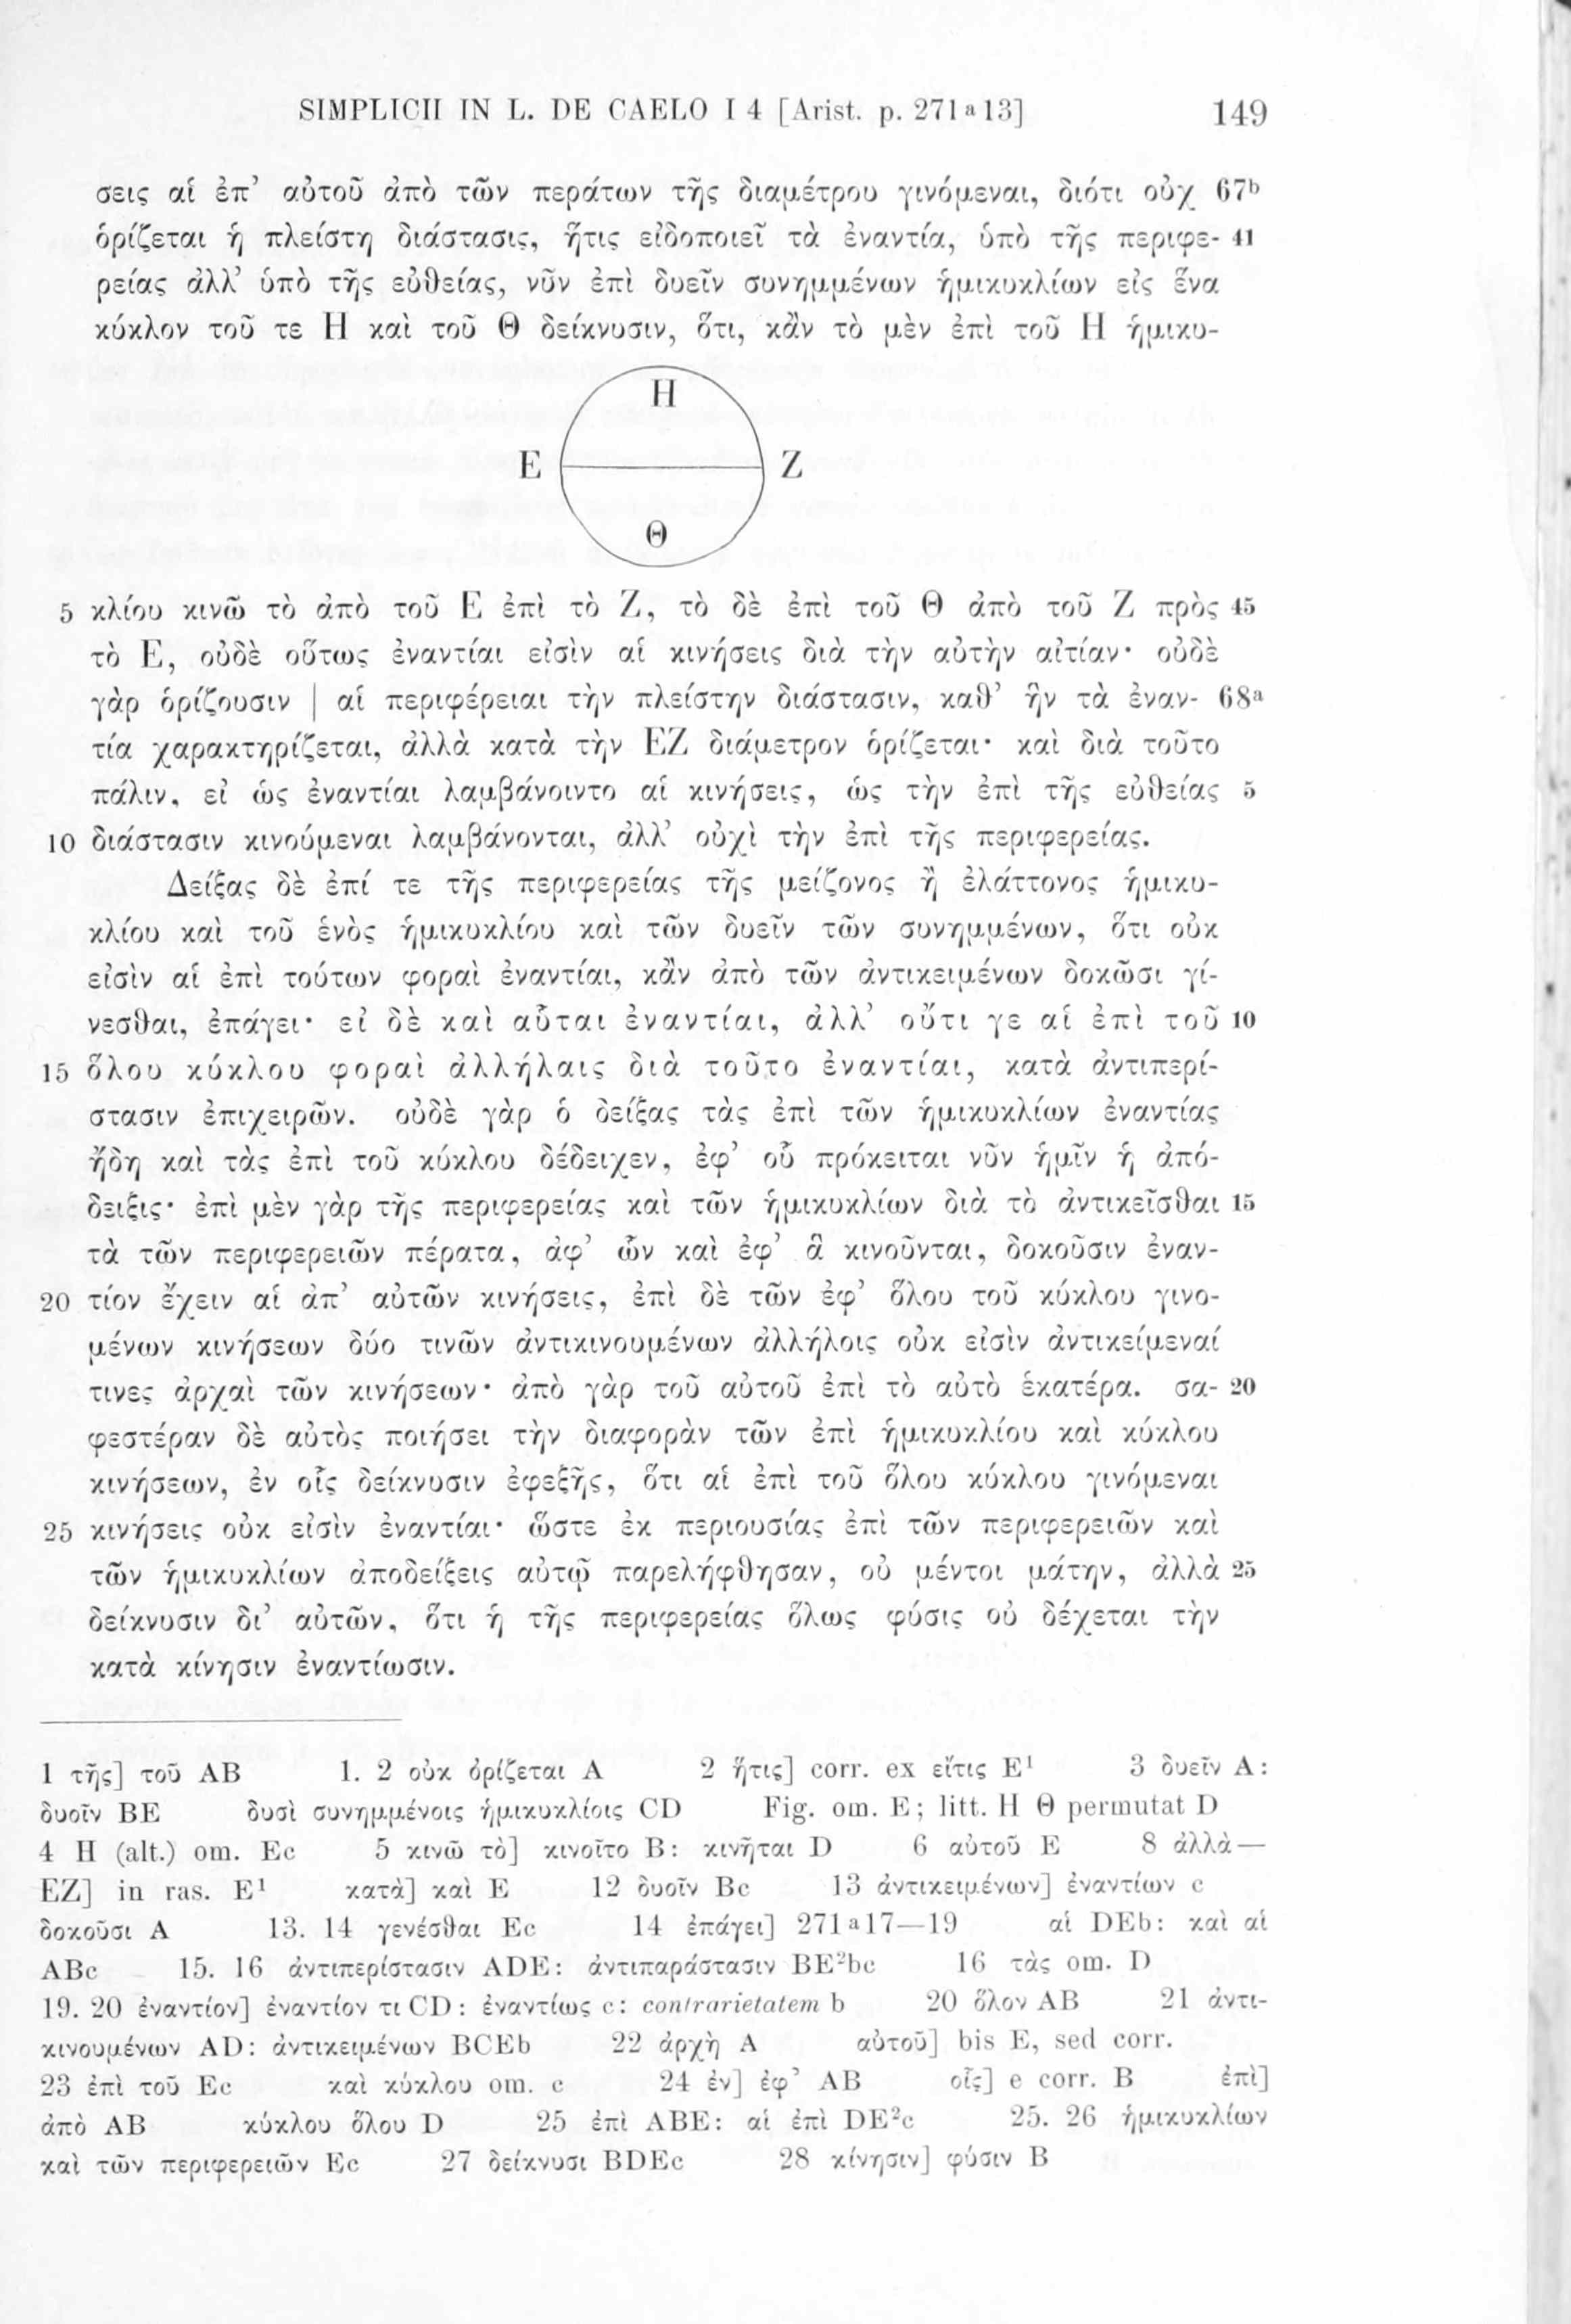 SIMPLICII IN L. DE CAELO I 4 [Arist. p. 271 a 13] 149
σεις αἱ ἐπ’ αὐτοῦ ἀπὸ τῶν περάτων τῆς διαμέτρου γινόμεναι, διότι οὐχ 67b
ὁρίζεται ἡ πλείστη διάστασις, ἥτις εἰδοποιεῖ τὰ ἐναντία, ὑπὸ τῆς περιφε- 41
ρείας ἀλλ’ ὑπὸ τῆς εὐθείας, νῦν ἐπὶ δυεῖν συνημμένων ἡμικυκλίων εἰς ἕνα
κύκλον τοῦ τε Η καὶ τοῦ Θ δείκνυσιν, ὅτι, κἂν τὸ μὲν ἐπὶ τοῦ Η ἡμικυ-
Η
Ε Ζ
Θ
5 κλίου κινῶ τὸ ἀπὸ τοῦ Ε ἐπὶ τὸ Ζ, τὸ δὲ ἐπὶ τοῦ Θ ἀπὸ τοῦ Ζ πρὸς 45
τὸ Ε, οὐδὲ οὕτως ἐναντίαι εἰσὶν αἱ κινήσεις διὰ τὴν αὐτὴν αἰτίαν· οὐδὲ
γὰρ ὁρίζουσιν | αἱ περιφέρειαι τὴν πλείστην διάστασιν, καθ’ ἣν τὰ ἐναν- 68a
τία χαρακτηρίζεται, ἀλλὰ κατὰ τὴν ΕΖ διάμετρον ὁρίζεται· καὶ διὰ τοῦτο
πάλιν, εἰ ὡς ἐναντίαι λαμβάνοιντο αἱ κινήσεις, ὡς τὴν ἐπὶ τῆς εὐθείας 5
10 διάστασιν κινούμεναι λαμβάνονται, ἀλλ’ οὐχὶ τὴν ἐπὶ τῆς περιφερείας.
Δείξας δὲ ἐπί τε τῆς περιφερείας τῆς μείζονος ἢ ἐλάττονος ἡμικυ-
κλίου καὶ τοῦ ἑνὸς ἡμικυκλίου καὶ τῶν δυεῖν τῶν συνημμένων, ὅτι οὐκ
εἰσὶν αἱ ἐπὶ τούτων φοραὶ ἐναντίαι, κἂν ἀπὸ τῶν ἀντικειμένων δοκῶσι γί-
νεσθαι, ἐπάγει· εἰ δὲ καὶ αὗται ἐναντίαι, ἀλλ’ οὔτι γε αἱ ἐπὶ τοῦ 10
15 ὅλου κύκλου φοραὶ ἀλλήλαις διὰ τοῦτο ἐναντίαι, κατὰ ἀντιπερί-
στασιν ἐπιχειρῶν. οὐδὲ γὰρ ὁ δείξας τὰς ἐπὶ τῶν ἡμικυκλίων ἐναντίας
ἤδη καὶ τὰς ἐπὶ τοῦ κύκλου δέδειχεν, ἐφ’ οὗ πρόκειται νῦν ἡμῖν ἡ ἀπό-
δειξις· ἐπὶ μὲν γὰρ τῆς περιφερείας καὶ τῶν ἡμικυκλίων διὰ τὸ ἀντικεῖσθαι 15
τὰ τῶν περιφερειῶν πέρατα, ἀφ’ ὧν καὶ ἐφ’ ἃ κινοῦνται, δοκοῦσιν ἐναν-
20 τίον ἔχειν αἱ ἀπ’ αὐτῶν κινήσεις, ἐπὶ δὲ τῶν ἐφ’ ὅλου τοῦ κύκλου γινο-
μένων κινήσεων δύο τινῶν ἀντικινουμένων ἀλλήλοις οὐκ εἰσὶν ἀντικείμεναί
τινες ἀρχαὶ τῶν κινήσεων· ἀπὸ γὰρ τοῦ αὐτοῦ ἐπὶ τὸ αὐτὸ ἑκατέρα. σα- 20
φεστέραν δὲ αὐτὸς ποιήσει τὴν διαφορὰν τῶν ἐπὶ ἡμικυκλίου καὶ κύκλου
κινήσεων, ἐν οἷς δείκνυσιν ἐφεξῆς, ὅτι αἱ ἐπὶ τοῦ ὅλου κύκλου γινόμεναι
25 κινήσεις οὐκ εἰσὶν ἐναντίαι· ὥστε ἐκ περιουσίας ἐπὶ τῶν περιφερειῶν καὶ
τῶν ἡμικυκλίων ἀποδείξεις αὐτῷ παρελήφθησαν, οὐ μέντοι μάτην, ἀλλὰ 25
δείκνυσιν δι’ αὐτῶν, ὅτι ἡ τῆς περιφερείας ὅλως φύσις οὐ δέχεται τὴν
κατὰ κίνησιν ἐναντίωσιν.
1 τῆς] τοῦ AB 1. 2 οὐκ ὁρίζεται A 2 ἥτις] corr. ex εἴτις E¹ 3 δυεῖν A:
δυοῖν BE δυσὶ συνημμένοις ἡμικυκλίοις CD Fig. om. E; litt. Η Θ permutat D
4 Η (alt.) om. Ec 5 κινῶ τὸ] κινοῖτο B: κινῆται D 6 αὐτοῦ E 8 ἀλλὰ—
ΕΖ] in ras. E¹ κατὰ] καὶ E 12 δυοῖν Bc 13 ἀντικειμένων] ἐναντίων c
δοκοῦσι A 13. 14 γενέσθαι Ec 14 ἐπάγει] 271 a 17—19 αἱ DEb: καὶ αἱ
ABc 15. 16 ἀντιπερίστασιν ADE: ἀντιπαράστασιν BE²bc 16 τὰς om. D
19. 20 ἐναντίον] ἐναντίον τι CD: ἐναντίως c: contrarietatem b 20 ὅλον AB 21 ἀντι-
κινουμένων AD: ἀντικειμένων BCEb 22 ἀρχὴ A αὐτοῦ] bis E, sed corr.
23 ἐπὶ τοῦ Ec καὶ κύκλου om. c 24 ἐν] ἐφ’ AB οἷς] e corr. B ἐπὶ]
ἀπὸ AB κύκλου ὅλου D 25 ἐπὶ ABE: αἱ ἐπὶ DE²c 25. 26 ἡμικυκλίων
καὶ τῶν περιφερειῶν Ec 27 δείκνυσι BDEc 28 κίνησιν] φύσιν B